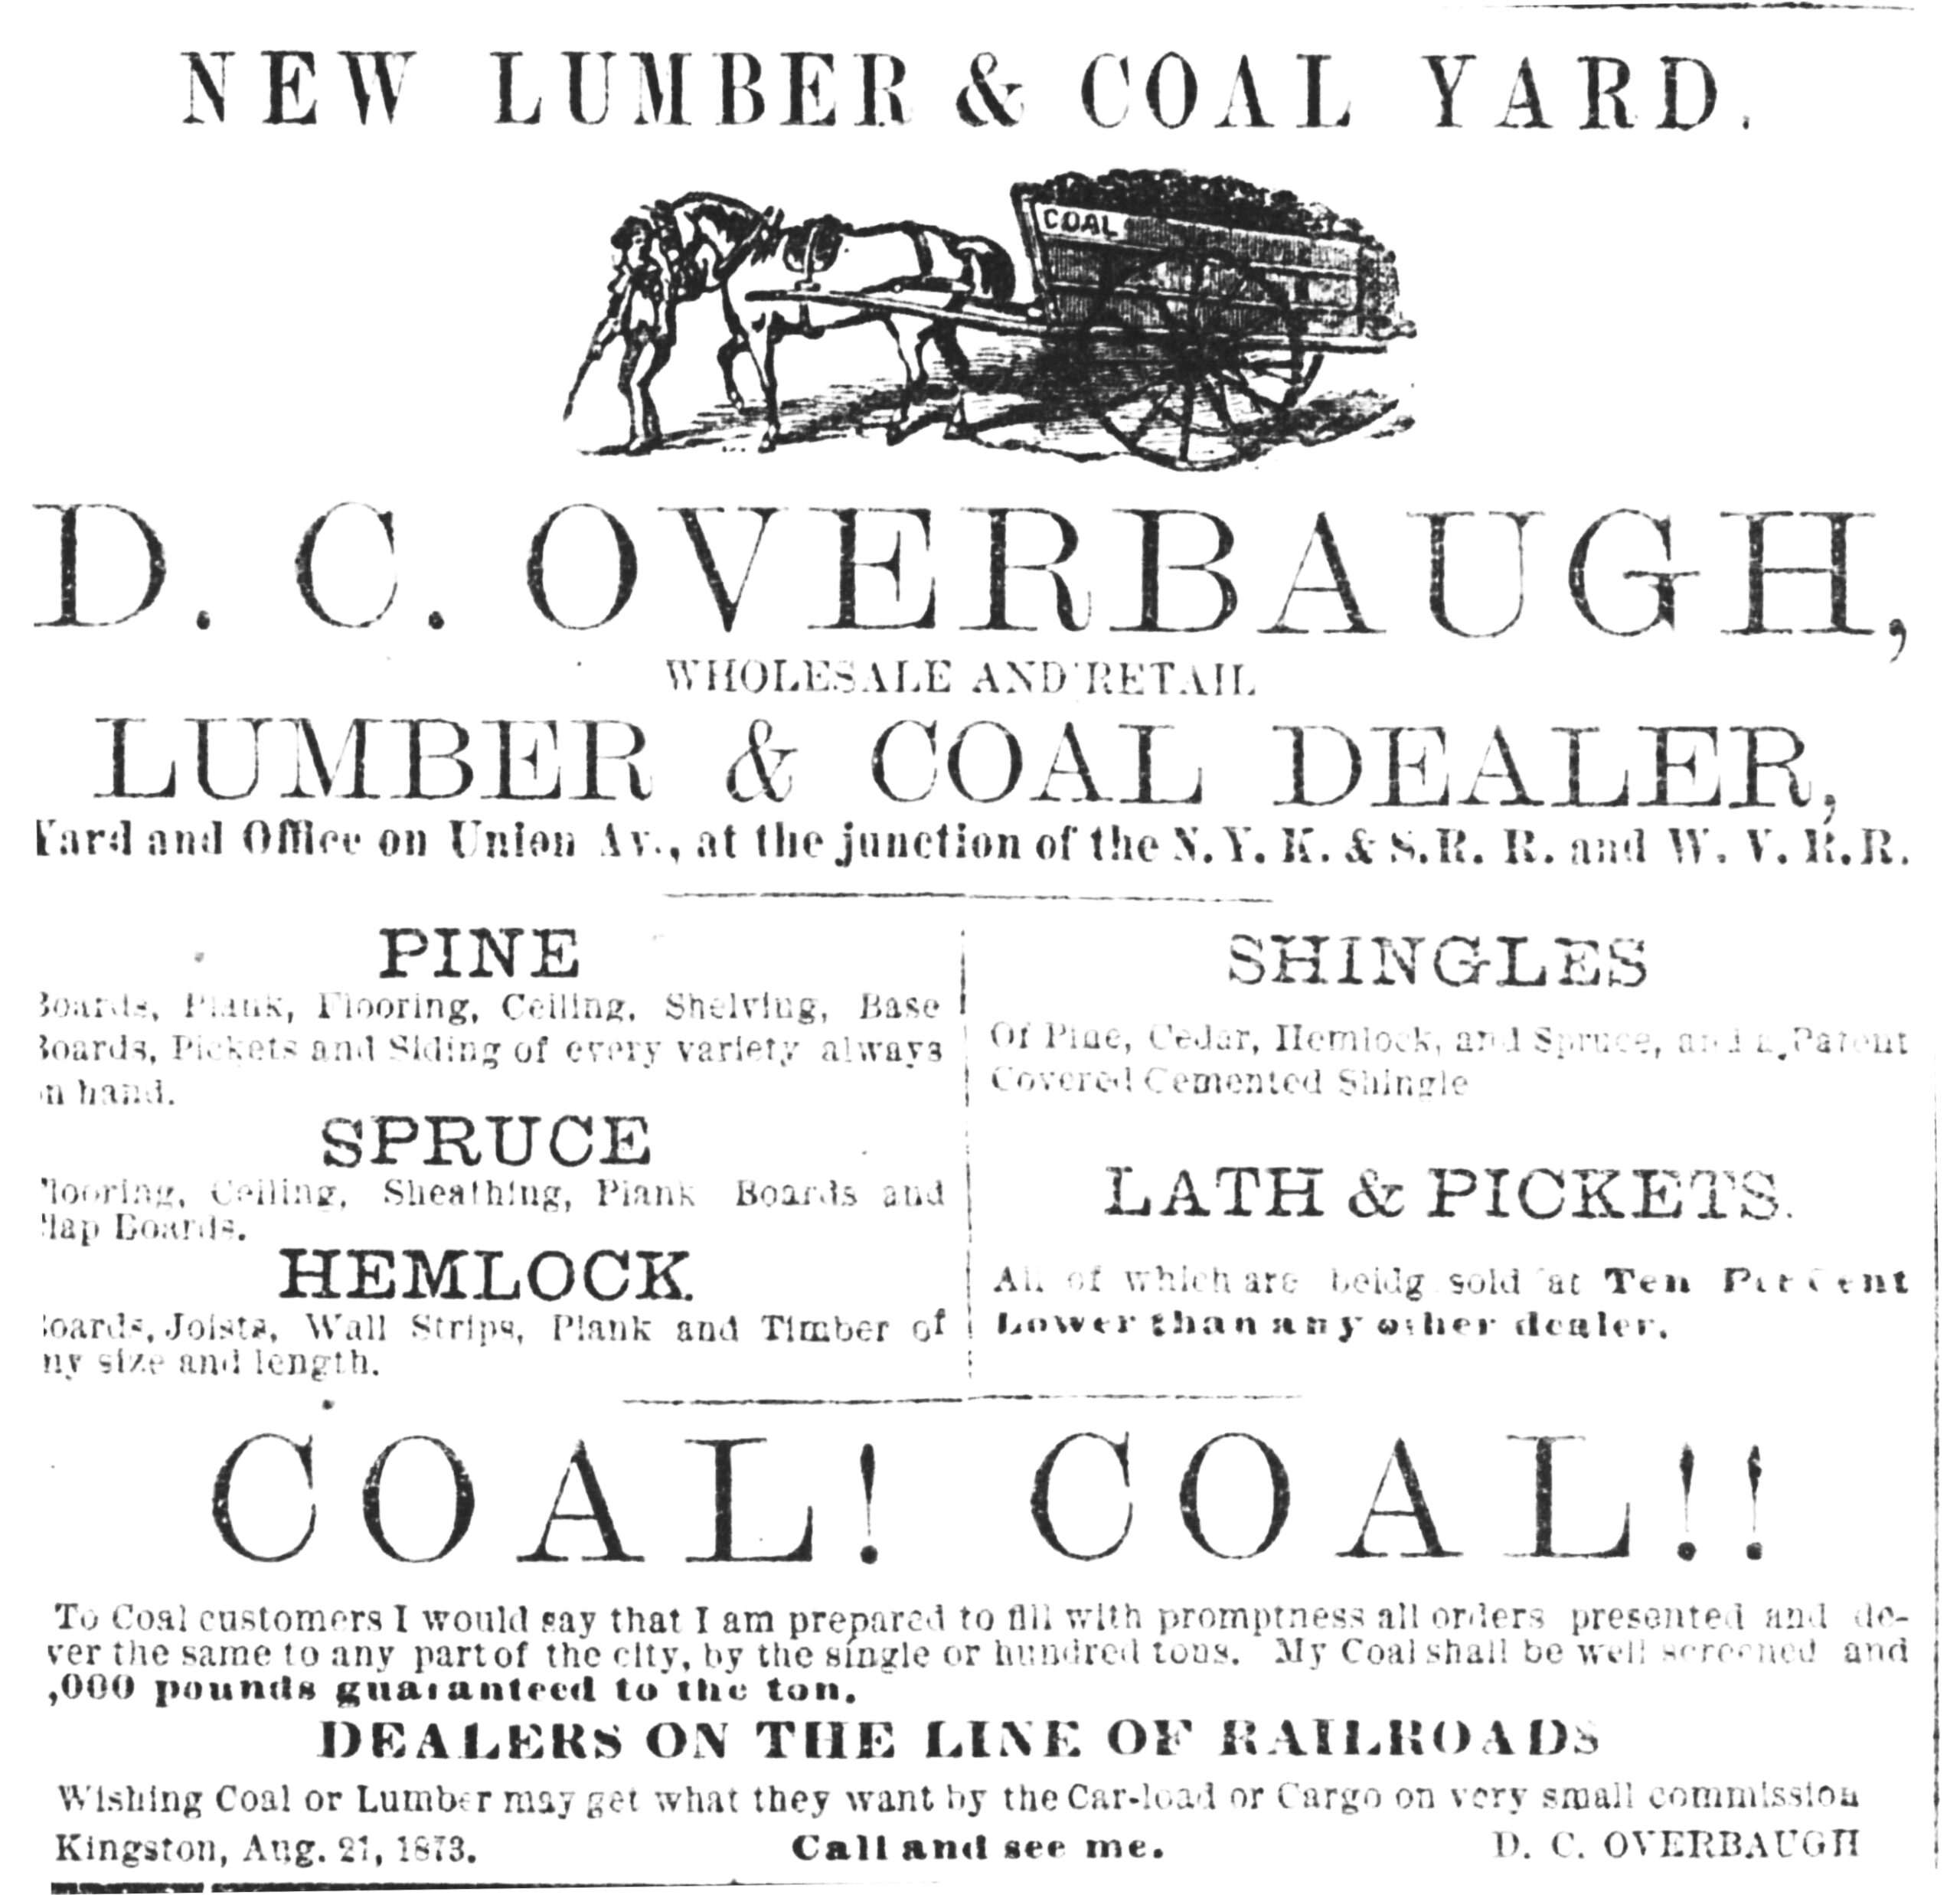 NEW LUMBER & COAL YARD.
COAL
D. C. OVERBAUGH,
WHOLESALE AND RETAIL
LUMBER & COAL DEALER,
Yard and Office on Union Av., at the junction of the N. Y. K. & S. R. R. and W. V. R. R.
PINE
Boards, Plank, Flooring, Ceiling, Shelving, Base
Boards, Pickets and Siding of every variety always
on hand.
SPRUCE
Flooring, Ceiling, Sheathing, Plank Boards and
Clap Boards.
HEMLOCK
Boards, Joists, Wall Strips, Plank and Timber of
any size and length.
SHINGLES
Of Pine, Cedar, Hemlock, and Spruce, and a Patent
Covered Cemented Shingle
LATH & PICKETS.
All of which are beidg sold at Ten Per Cent
Lower than any other dealer.
COAL! COAL!!
To Coal customers I would say that I am prepared to fill with promptness all orders presented and de-
ver the same to any part of the city, by the single or hundred tons. My Coal shall be well screened and
,000 pounds guaranteed to the ton.
DEALERS ON THE LINE OF RAILROADS
Wishing Coal or Lumber may get what they want by the Car-load or Cargo on very small commission
Kingston, Aug. 21, 1873. Call and see me. D. C. OVERBAUGH